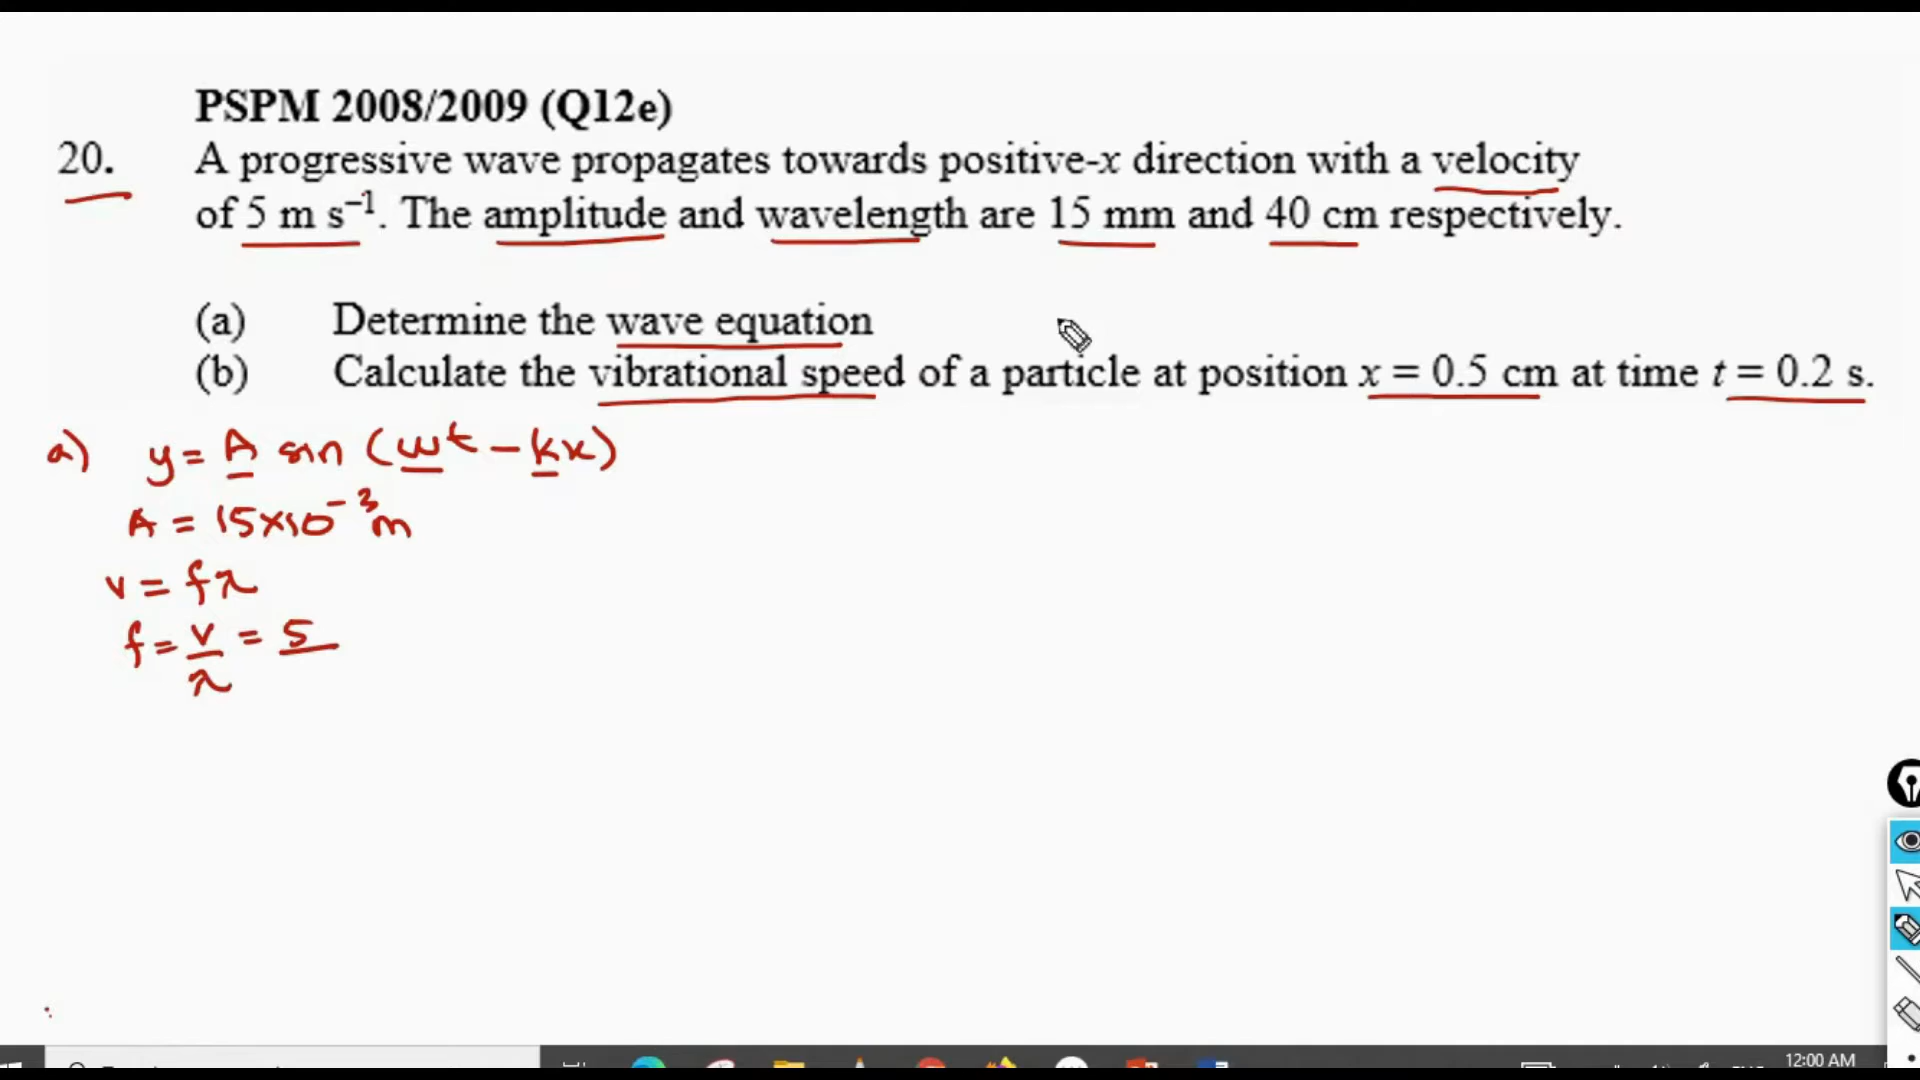 PSPM 2008/2009 (Q12e)
20. A progressive wave propagates towards positive-x direction with a velocity
of 5 m s⁻¹. The amplitude and wavelength are 15 mm and 40 cm respectively.
(a) Determine the wave equation
(b) Calculate the vibrational speed of a particle at position x = 0.5 cm at time t = 0.2 s.
a) y = A sin (ωt − kx)
A = 15×10⁻³ m
v = fλ
f = v/λ = 5
12:00 AM